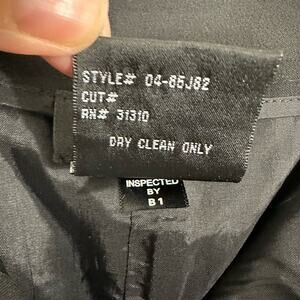 STYLE# 04-65J62
CUT#
RN# 31310
DRY CLEAN ONLY
INSPECTED
BY
B1